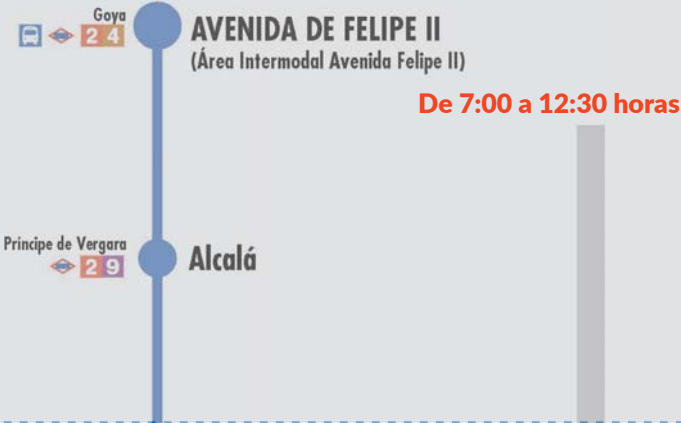 Goya
2 4
AVENIDA DE FELIPE II
(Área Intermodal Avenida Felipe II)
De 7:00 a 12:30 horas
Príncipe de Vergara
2 9
Alcalá